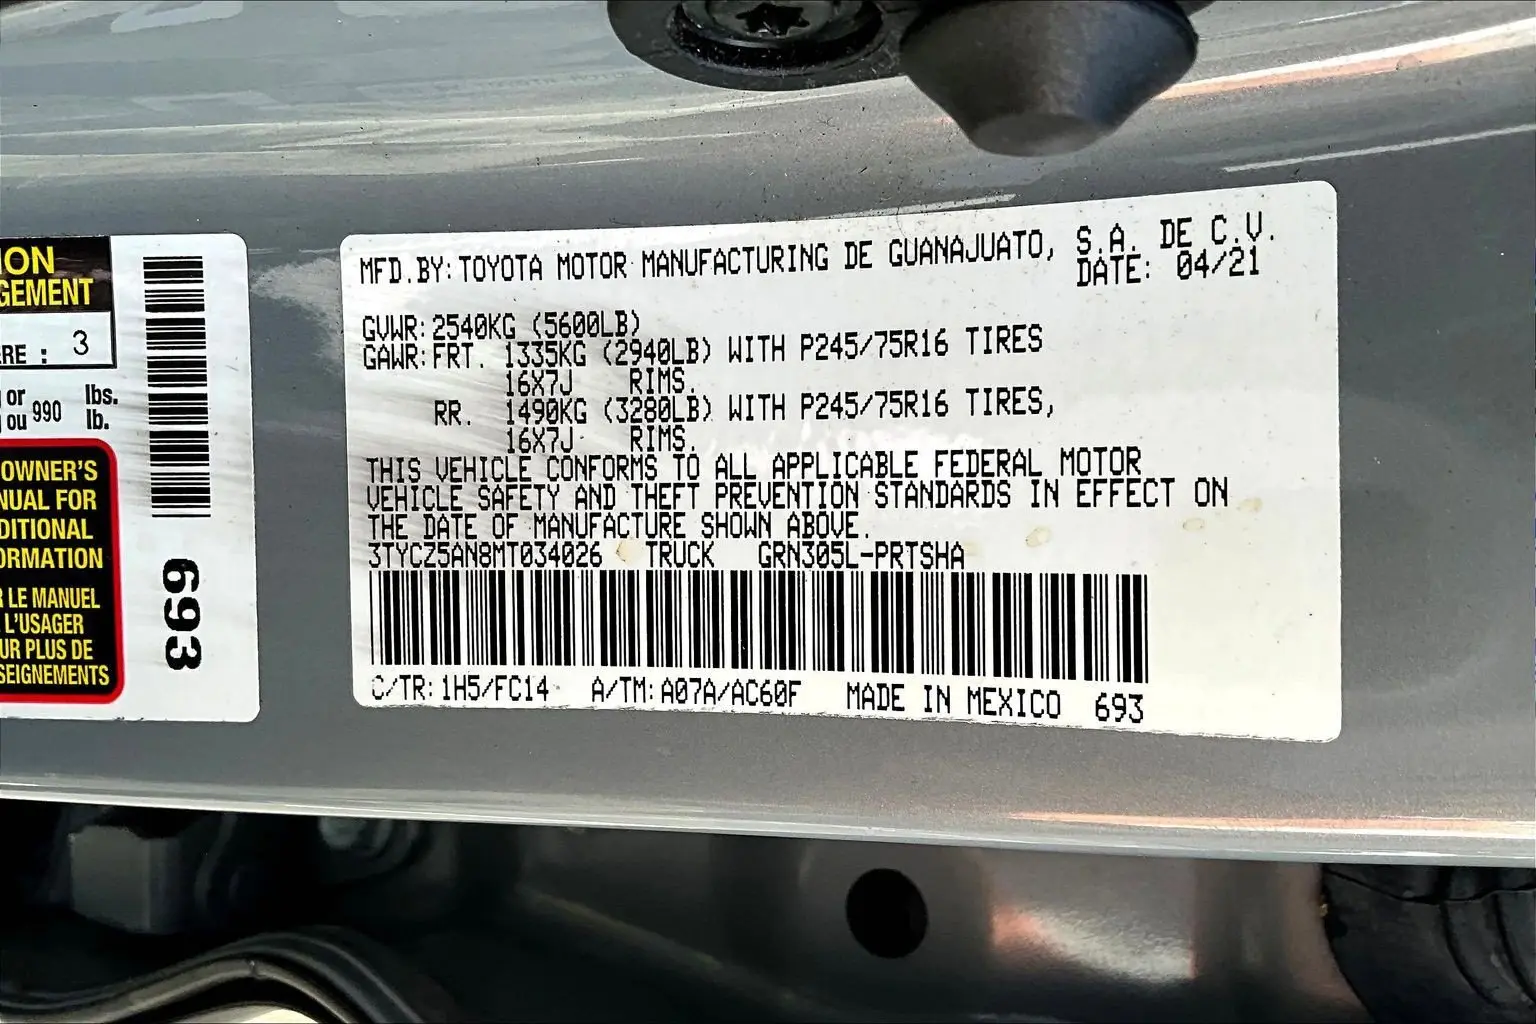 ION
GEMENT
ERE : 3
or lbs.
ou 990 lb.
OWNER'S
NUAL FOR
DITIONAL
ORMATION
R LE MANUEL
L'USAGER
UR PLUS DE
SEIGNEMENTS
693
MFD.BY:TOYOTA MOTOR MANUFACTURING DE GUANAJUATO, S.A. DE C.V.
DATE: 04/21
GVWR:2540KG (5600LB)
GAWR:FRT. 1335KG (2940LB) WITH P245/75R16 TIRES
16X7J RIMS.
RR. 1490KG (3280LB) WITH P245/75R16 TIRES,
16X7J RIMS.
THIS VEHICLE CONFORMS TO ALL APPLICABLE FEDERAL MOTOR
VEHICLE SAFETY AND THEFT PREVENTION STANDARDS IN EFFECT ON
THE DATE OF MANUFACTURE SHOWN ABOVE.
3TYCZ5AN8MT034026 TRUCK GRN305L-PRTSHA
C/TR:1H5/FC14 A/TM:A07A/AC60F MADE IN MEXICO 693